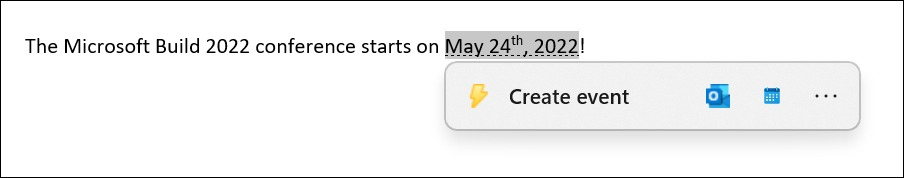 The Microsoft Build 2022 conference starts on May 24th, 2022!
Create event